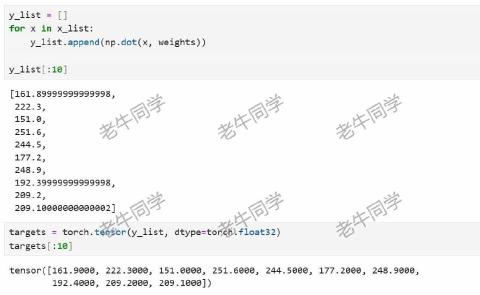 y_list = []
for x in x_list:
    y_list.append(np.dot(x, weights))
y_list[:10]
[161.89999999999998,
 222.3,
 151.0,
 251.6,
 244.5,
 177.2,
 248.9,
 192.39999999999998,
 209.2,
 209.10000000000002]
老牛同学
老牛同学
老牛同学
老牛同学
老牛同学
老牛同学
targets = torch.tensor(y_list, dtype=torch.float32)
targets[:10]
tensor([161.9000, 222.3000, 151.0000, 251.6000, 244.5000, 177.2000, 248.9000,
        192.4000, 209.2000, 209.1000])